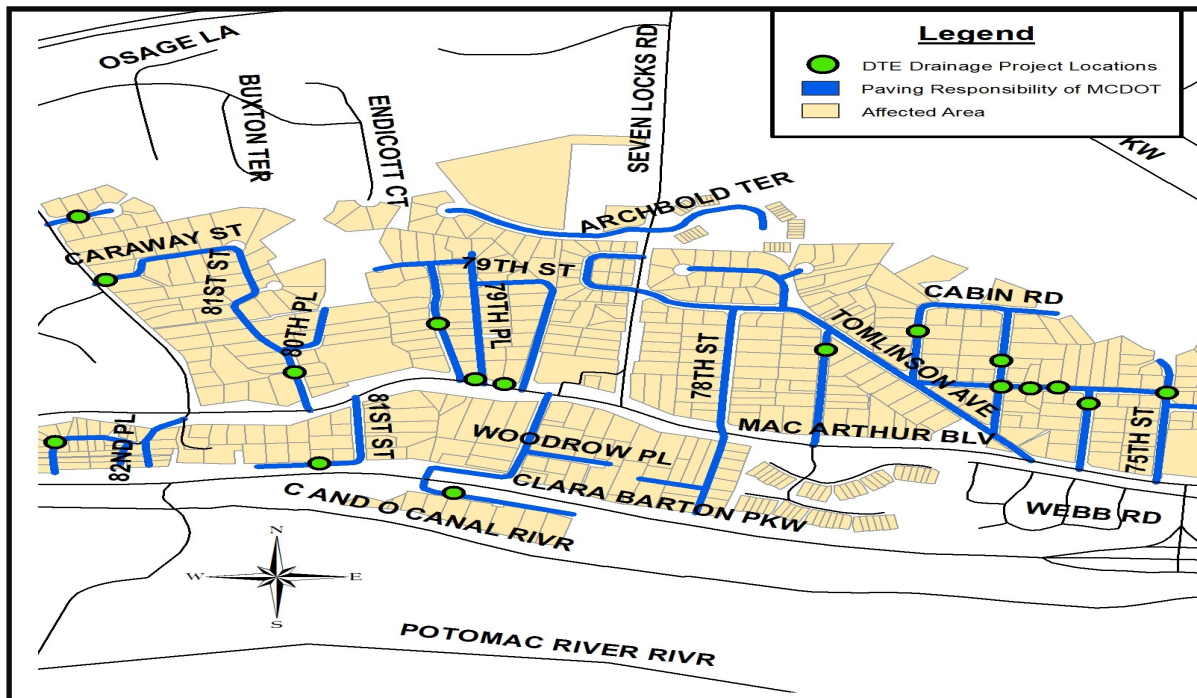 OSAGE LA
BUXTON TER
ENDICOTT CT
SEVEN LOCKS RD
Legend
DTE Drainage Project Locations
Paving Responsibility of MCDOT
Affected Area
KW
ARCHBOLD TER
CARAWAY ST
81ST ST
79TH ST
79TH PL
80TH PL
CABIN RD
TOMLINSON AVE
78TH ST
75TH ST
81ST ST
82ND PL
MAC ARTHUR BLV
WOODROW PL
CLARA BARTON PKW
C AND O CANAL RIVR
WEBB RD
N
W
E
S
POTOMAC RIVER RIVR